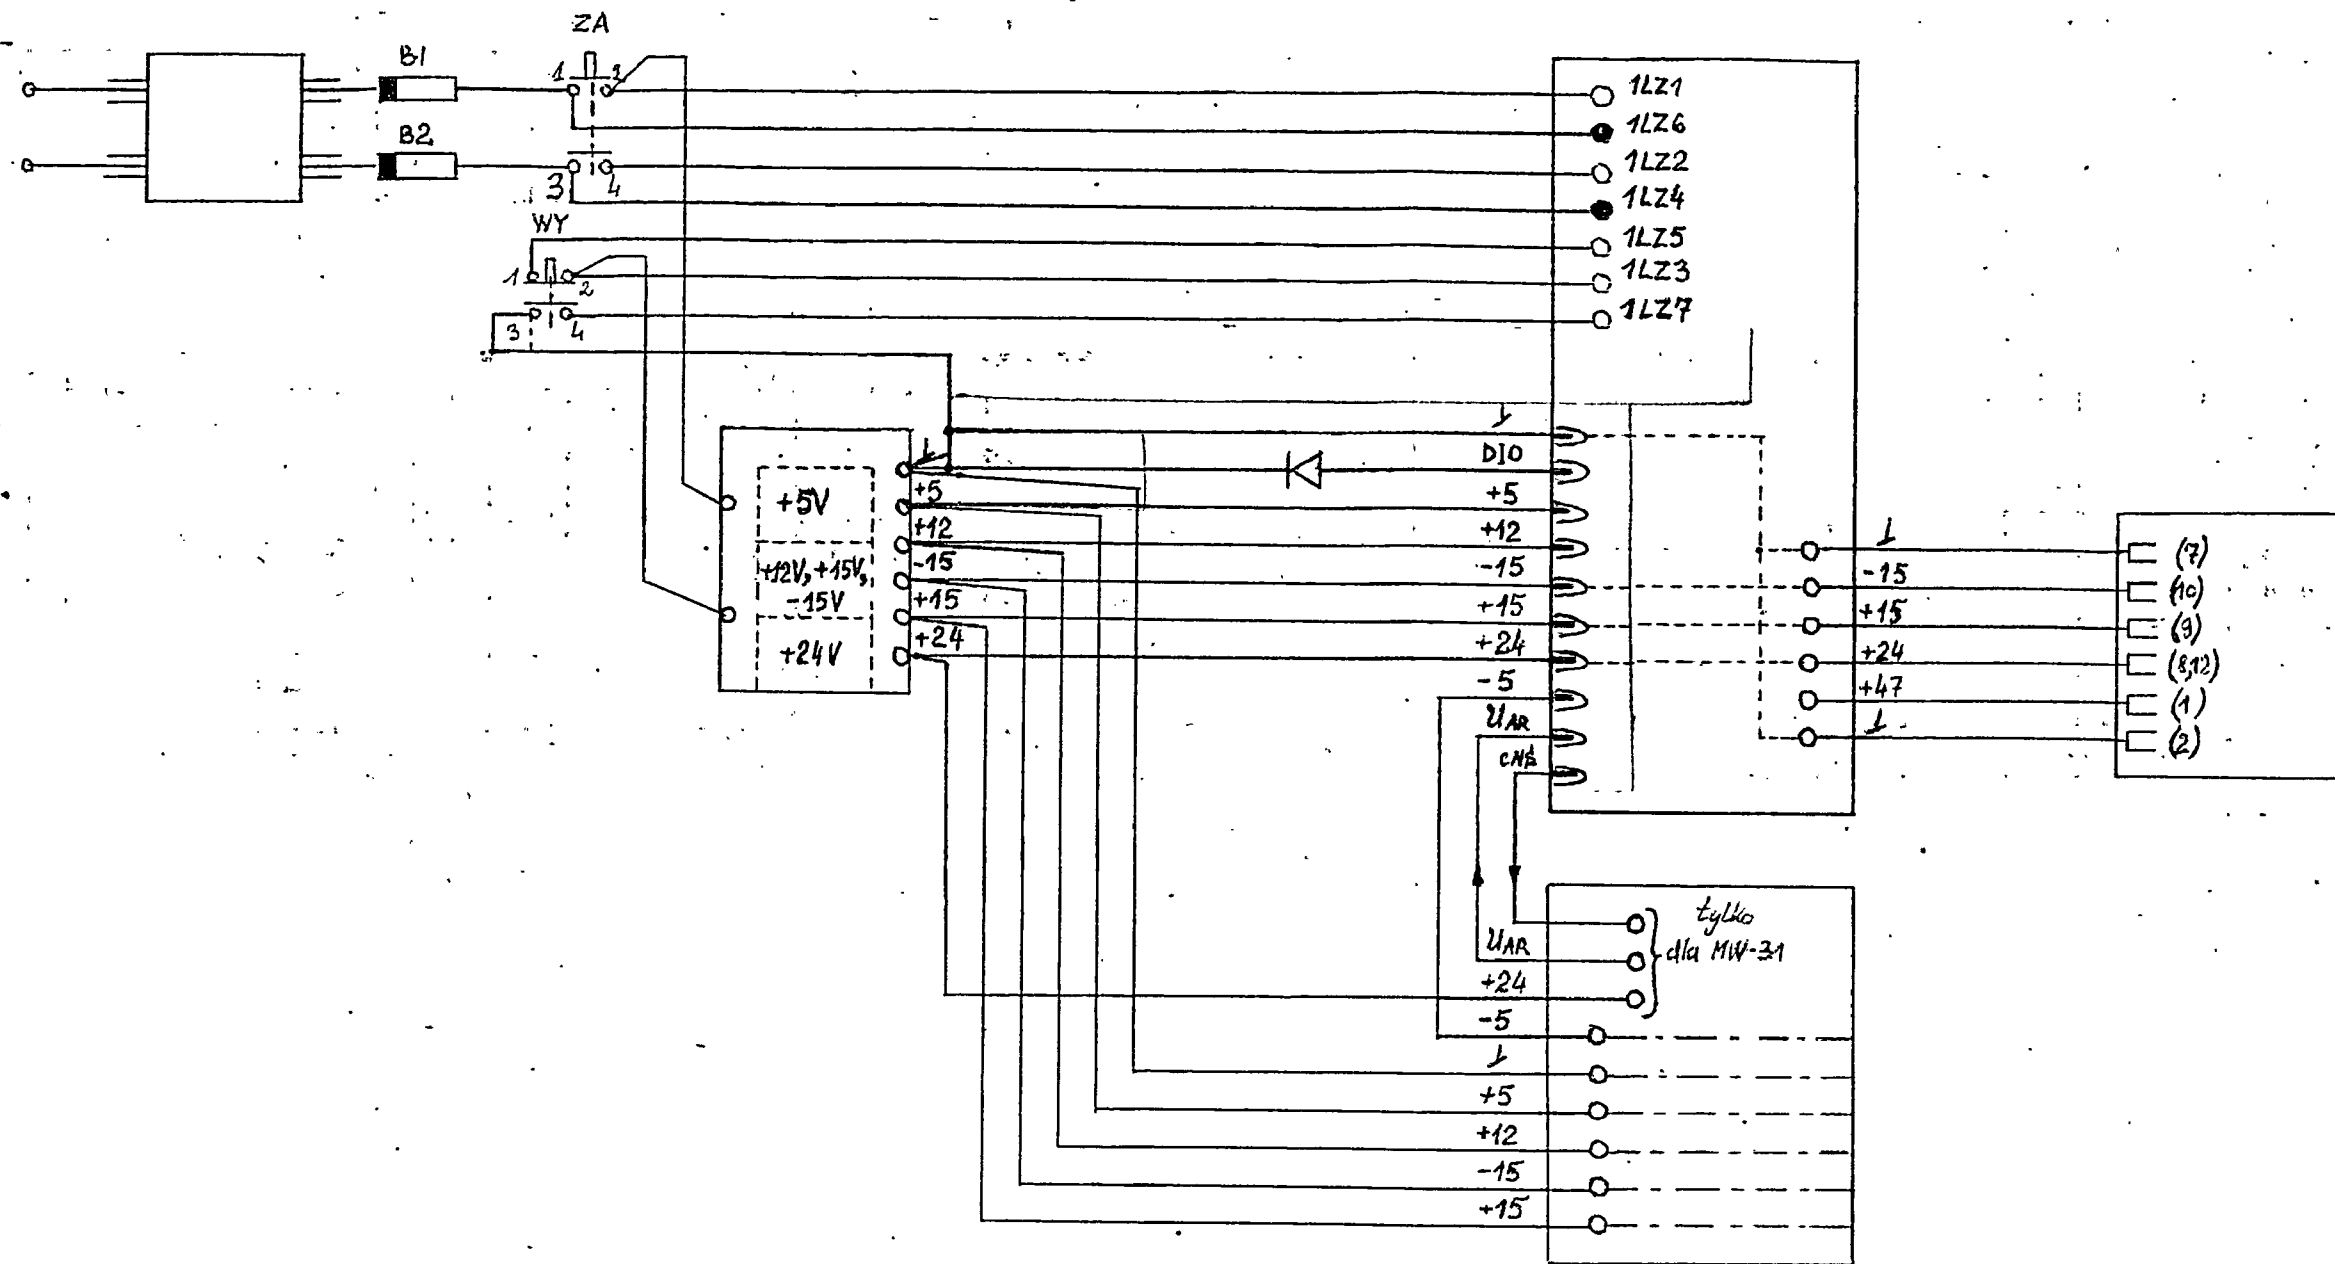 ZA
B1
1
2
1LZ1
1LZ6
B2
1LZ2
3
4
1LZ4
WY
1LZ5
1
2
1LZ3
3
4
1LZ7
DIO
+5
+12
-15
+15
+24
-5
UAR
+5V
+12V, +15V,
-15V
+24V
+5
+12
-15
+15
+24
-15
+15
+24
+47
(7)
(10)
(9)
(8,12)
(1)
(2)
tylko
dla MW-31
UAR
+24
-5
+5
+12
-15
+15